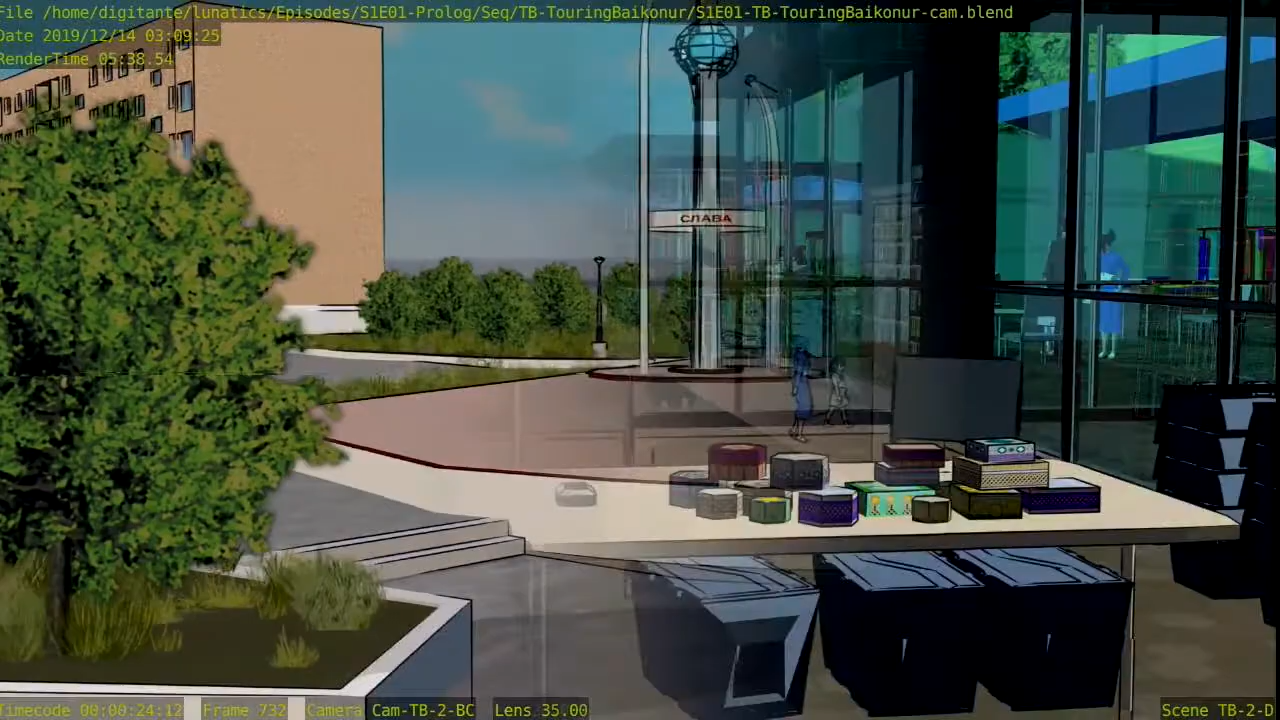 File /home/digitante/lunatics/Episodes/S1E01-Prolog/Seq/TB-TouringBaikonur/S1E01-TB-TouringBaikonur-cam.blend
Date 2019/12/14 03:09:25
RenderTime 05:38.54
СЛАВА
Timecode 00:00:24:12 Frame 732 Camera Cam-TB-2-BC Lens 35.00 Scene TB-2-D